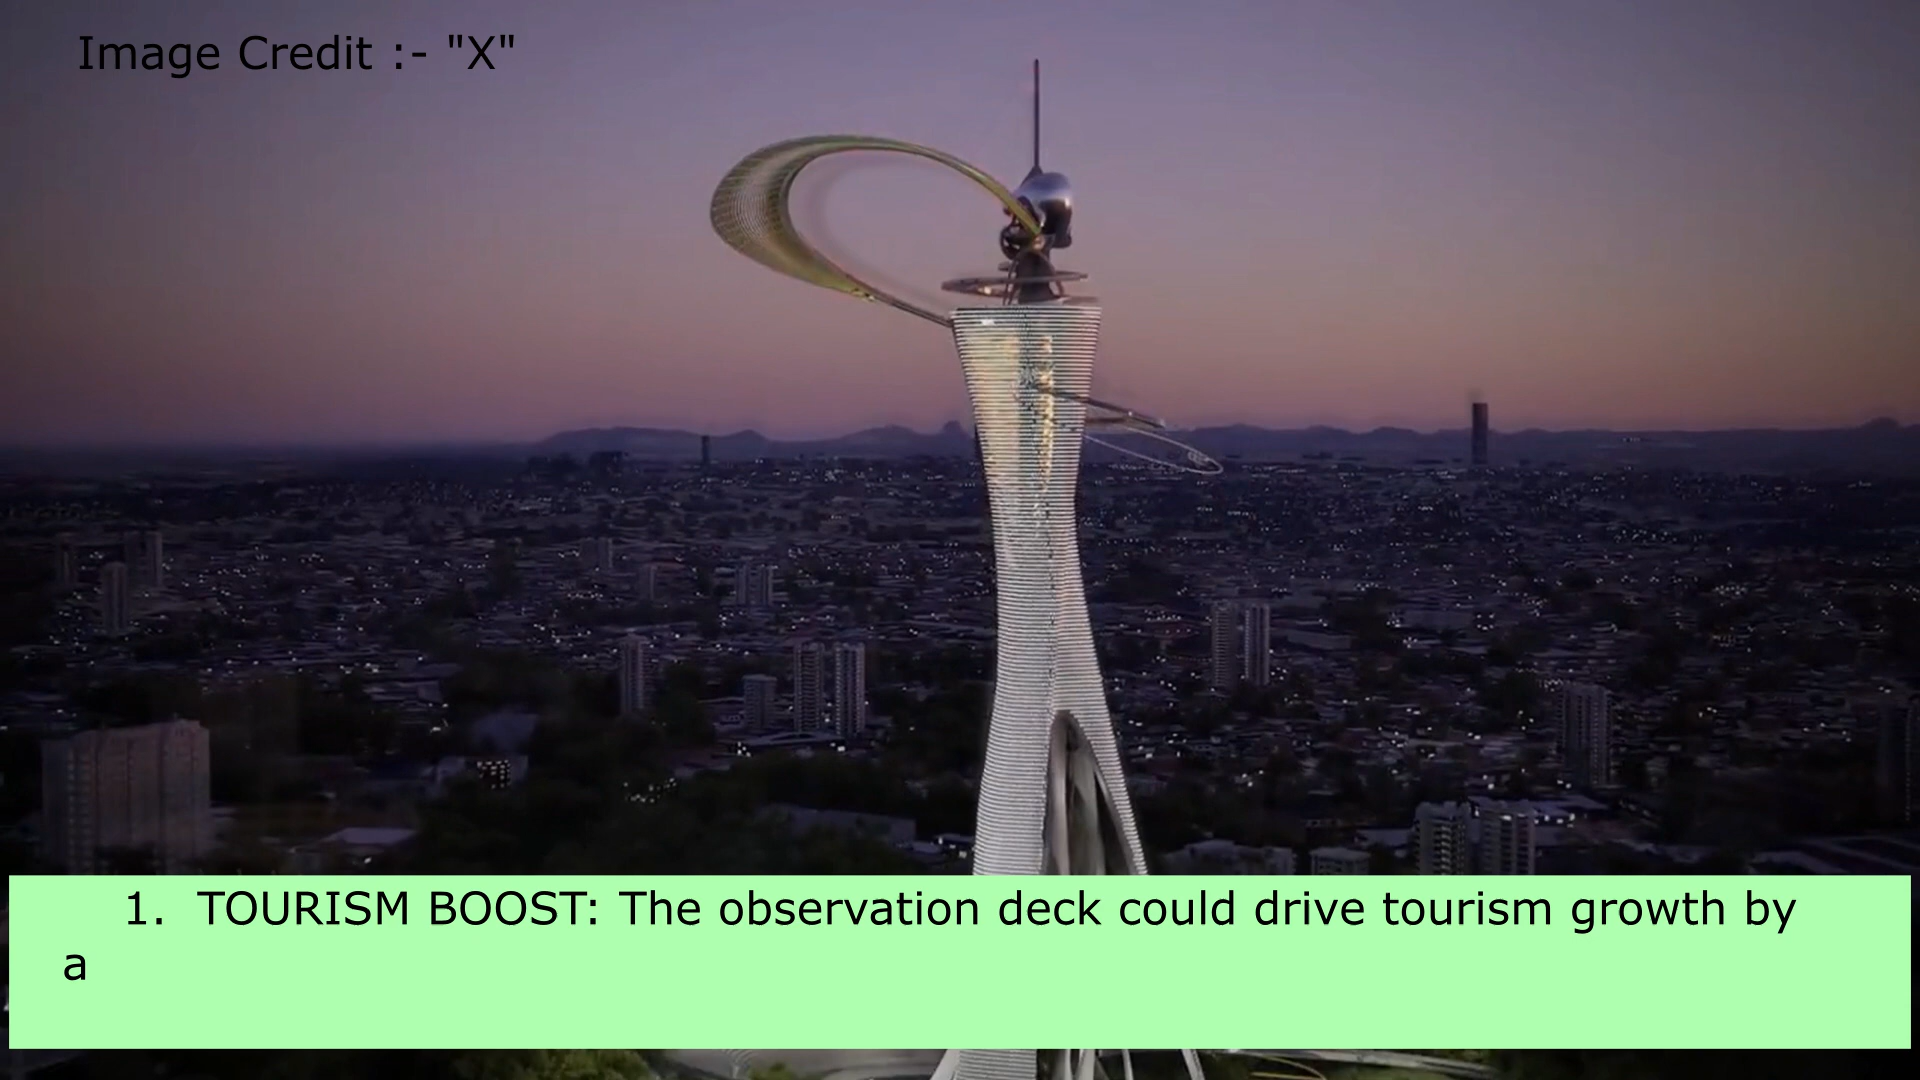 Image Credit :- "X"
1. TOURISM BOOST: The observation deck could drive tourism growth by
a